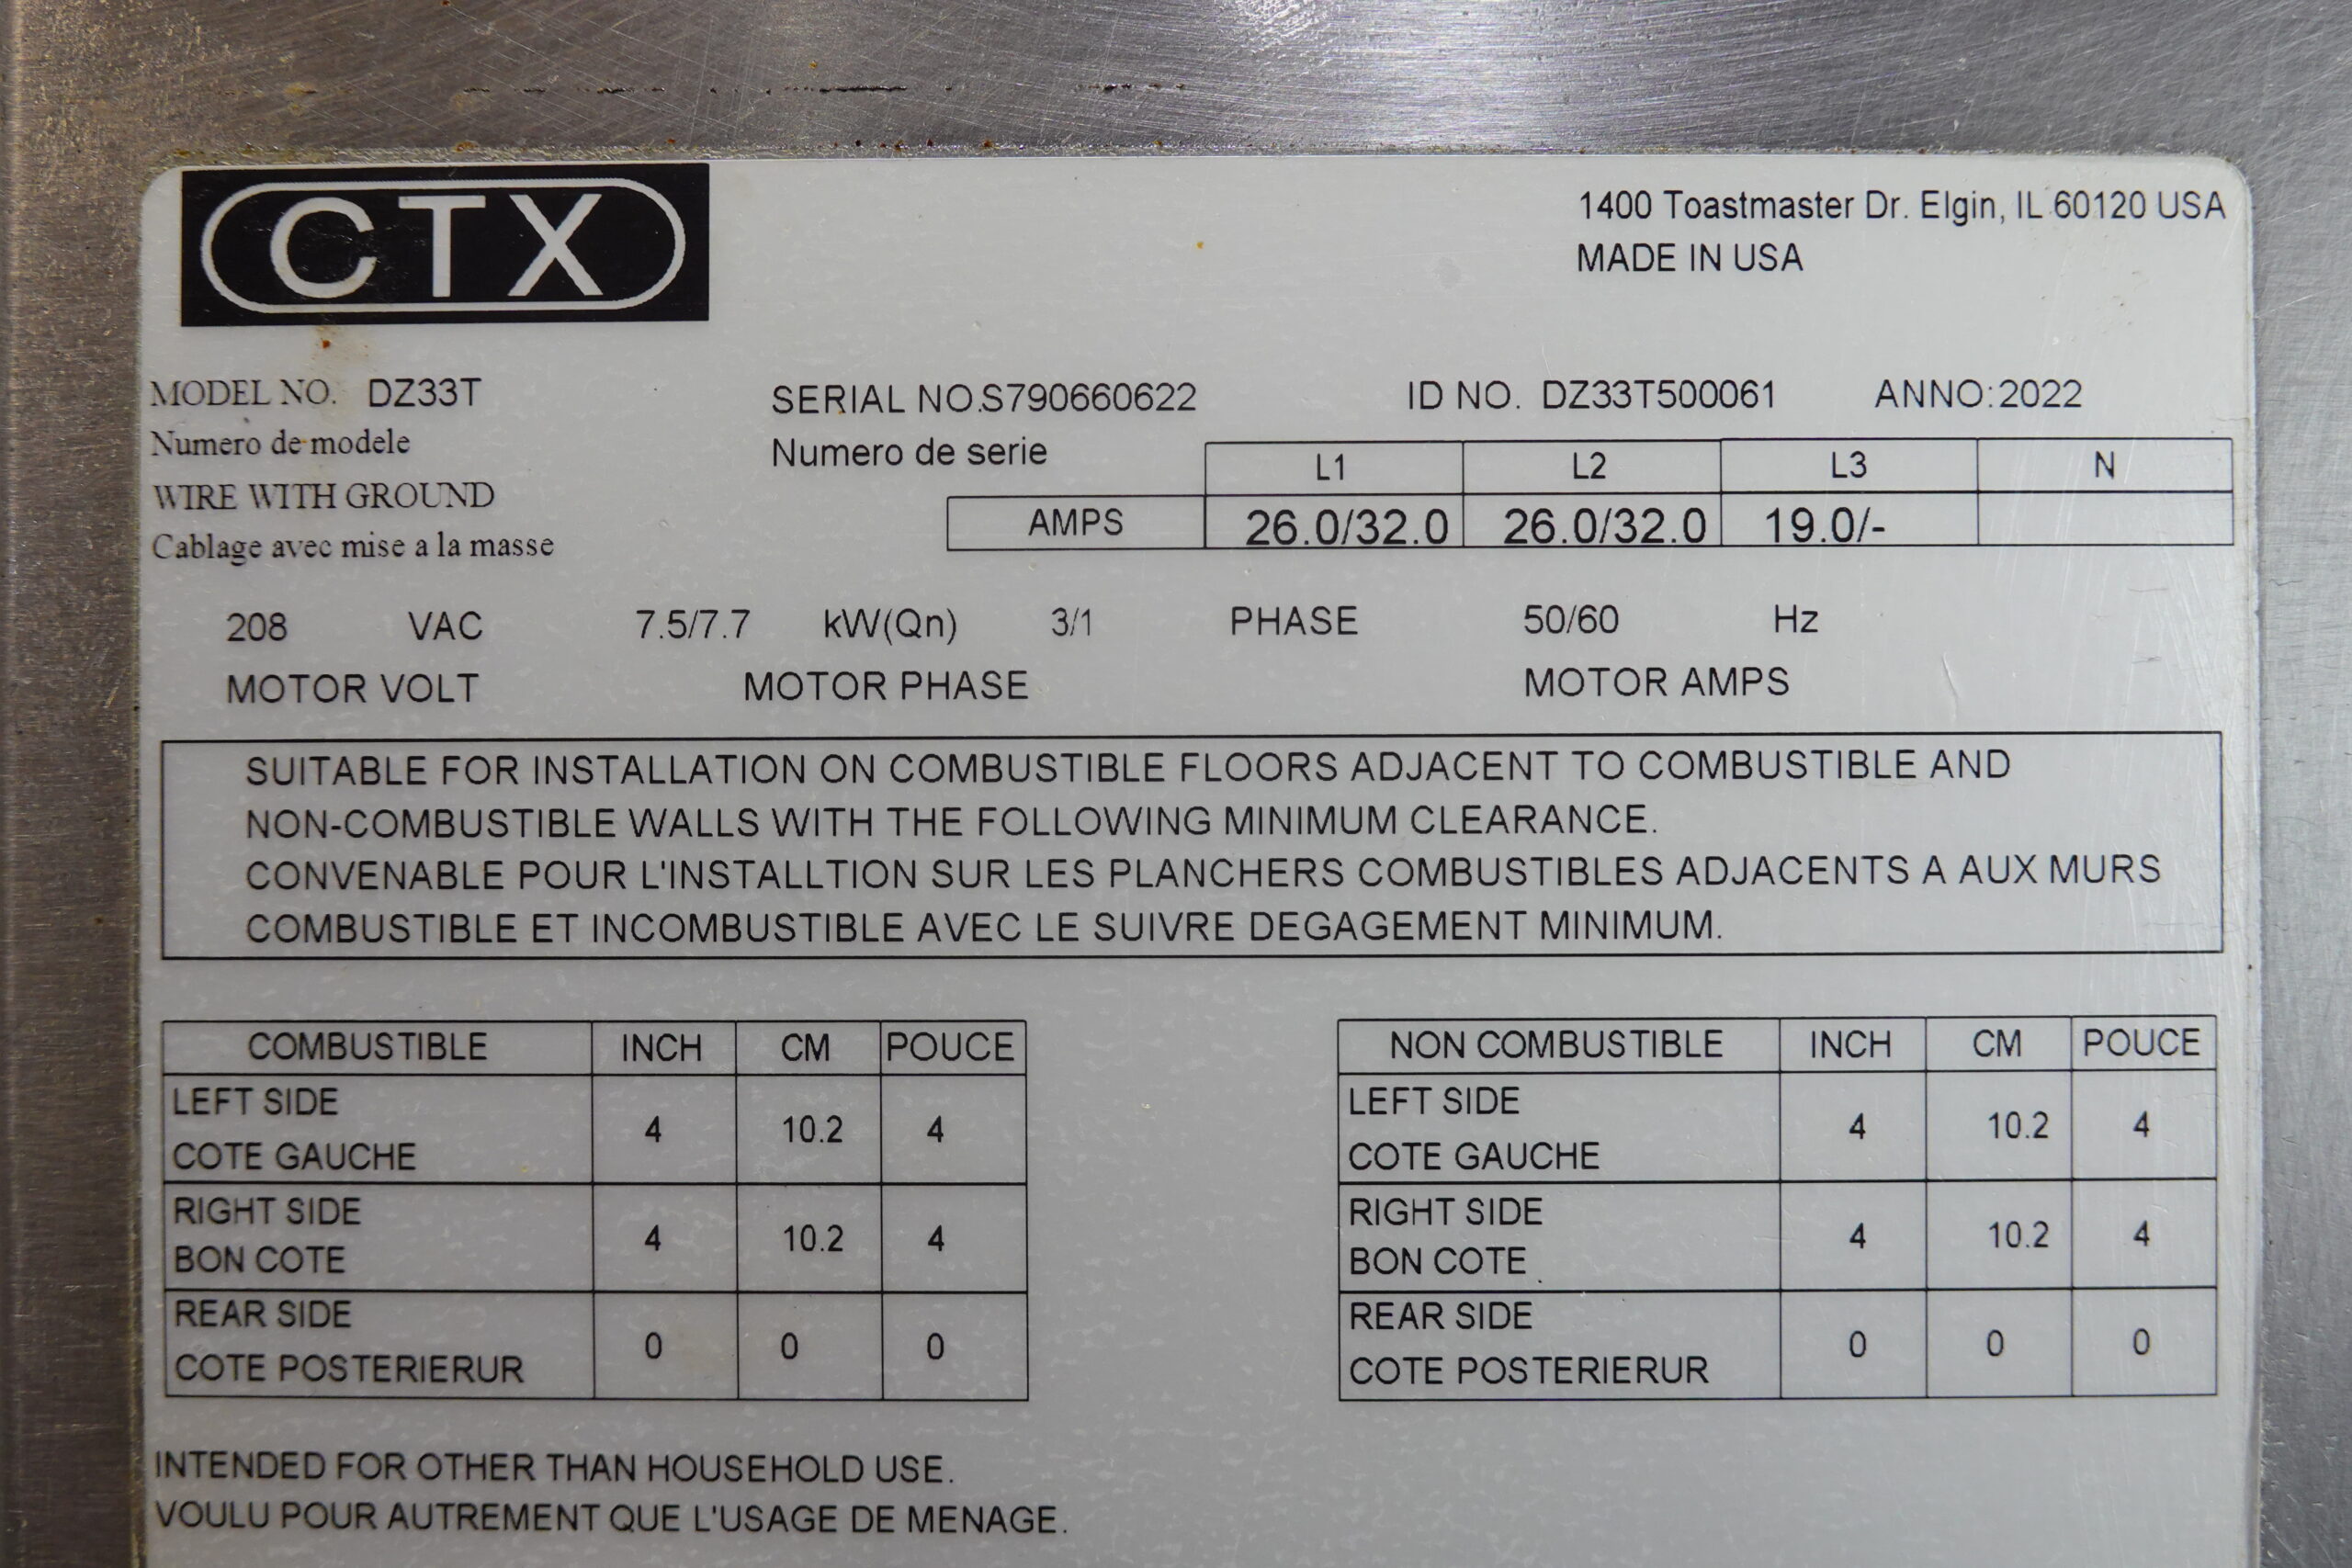 CTX
1400 Toastmaster Dr. Elgin, IL 60120 USA
MADE IN USA
MODEL NO. DZ33T SERIAL NO.S790660622 ID NO. DZ33T500061 ANNO:2022
Numero de modele Numero de serie
L1 L2 L3 N
WIRE WITH GROUND
AMPS 26.0/32.0 26.0/32.0 19.0/-
Cablage avec mise a la masse
208 VAC 7.5/7.7 kW(Qn) 3/1 PHASE 50/60 Hz
MOTOR VOLT MOTOR PHASE MOTOR AMPS
SUITABLE FOR INSTALLATION ON COMBUSTIBLE FLOORS ADJACENT TO COMBUSTIBLE AND
NON-COMBUSTIBLE WALLS WITH THE FOLLOWING MINIMUM CLEARANCE.
CONVENABLE POUR L'INSTALLTION SUR LES PLANCHERS COMBUSTIBLES ADJACENTS A AUX MURS
COMBUSTIBLE ET INCOMBUSTIBLE AVEC LE SUIVRE DEGAGEMENT MINIMUM.
COMBUSTIBLE INCH CM POUCE
LEFT SIDE
COTE GAUCHE 4 10.2 4
RIGHT SIDE
BON COTE 4 10.2 4
REAR SIDE
COTE POSTERIERUR 0 0 0
NON COMBUSTIBLE INCH CM POUCE
LEFT SIDE
COTE GAUCHE 4 10.2 4
RIGHT SIDE
BON COTE 4 10.2 4
REAR SIDE
COTE POSTERIERUR 0 0 0
INTENDED FOR OTHER THAN HOUSEHOLD USE.
VOULU POUR AUTREMENT QUE L'USAGE DE MENAGE.